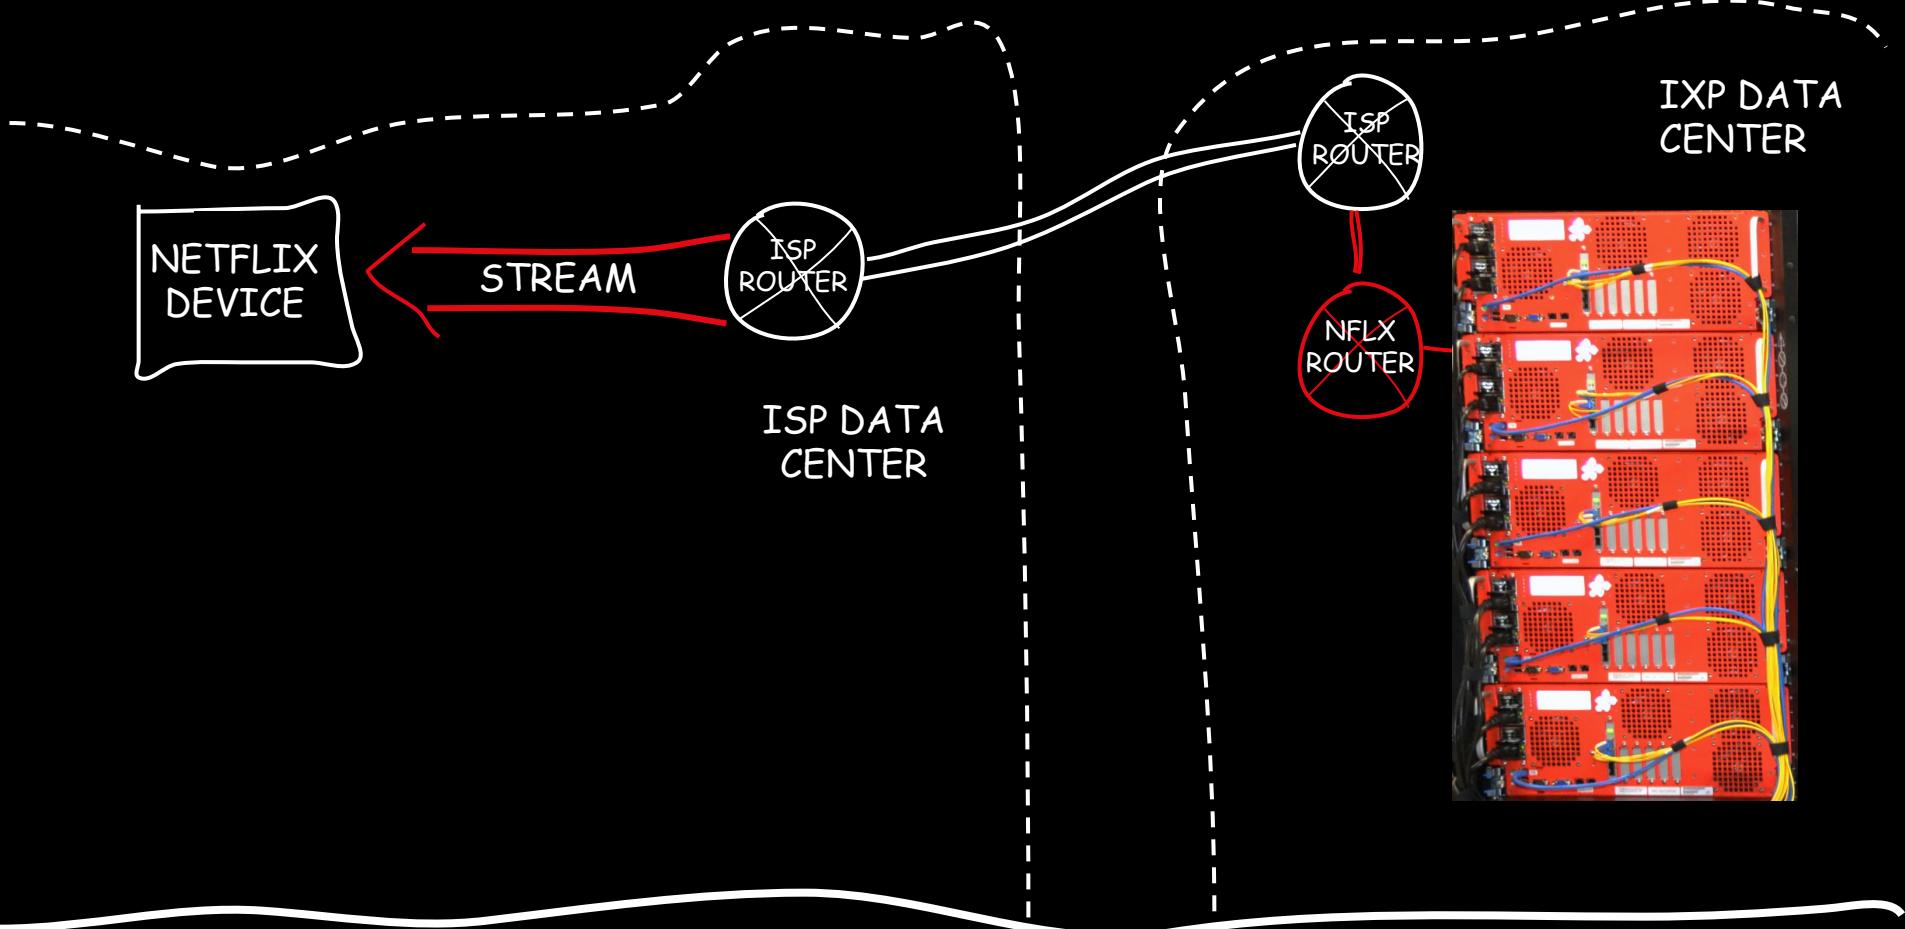 IXP DATA
CENTER
ISP
ROUTER
NETFLIX
DEVICE
STREAM
ISP
ROUTER
NFLX
ROUTER
ISP DATA
CENTER